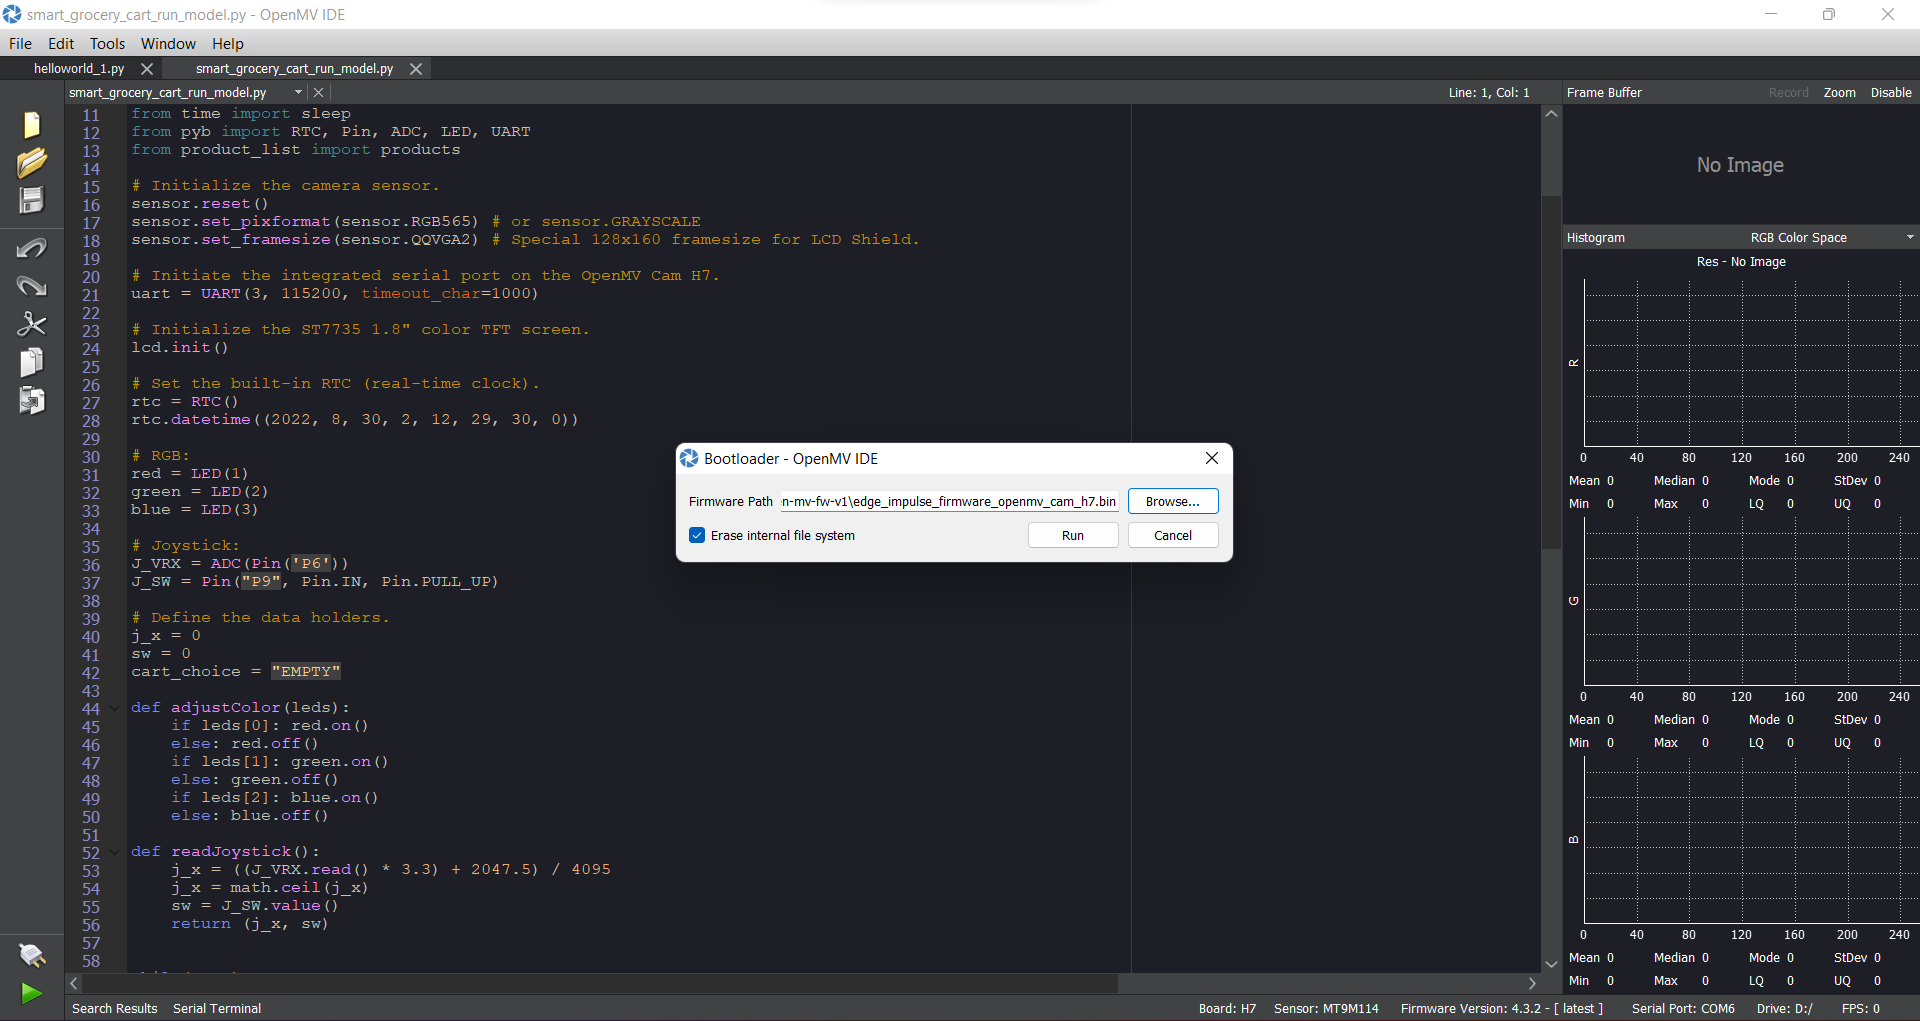 smart_grocery_cart_run_model.py - OpenMV IDE
File Edit Tools Window Help
helloworld_1.py
smart_grocery_cart_run_model.py
smart_grocery_cart_run_model.py
Line: 1, Col: 1
Frame Buffer
Record Zoom Disable
11 from time import sleep
12 from pyb import RTC, Pin, ADC, LED, UART
13 from product_list import products
14
15 # Initialize the camera sensor.
16 sensor.reset()
17 sensor.set_pixformat(sensor.RGB565) # or sensor.GRAYSCALE
18 sensor.set_framesize(sensor.QQVGA2) # Special 128x160 framesize for LCD Shield.
19
20 # Initiate the integrated serial port on the OpenMV Cam H7.
21 uart = UART(3, 115200, timeout_char=1000)
22
23 # Initialize the ST7735 1.8" color TFT screen.
24 lcd.init()
25
26 # Set the built-in RTC (real-time clock).
27 rtc = RTC()
28 rtc.datetime((2022, 8, 30, 2, 12, 29, 30, 0))
29
30 # RGB:
31 red = LED(1)
32 green = LED(2)
33 blue = LED(3)
34
35 # Joystick:
36 J_VRX = ADC(Pin('P6'))
37 J_SW = Pin("P9", Pin.IN, Pin.PULL_UP)
38
39 # Define the data holders.
40 j_x = 0
41 sw = 0
42 cart_choice = "EMPTY"
43
44 def adjustColor(leds):
45 if leds[0]: red.on()
46 else: red.off()
47 if leds[1]: green.on()
48 else: green.off()
49 if leds[2]: blue.on()
50 else: blue.off()
51
52 def readJoystick():
53 j_x = ((J_VRX.read() * 3.3) + 2047.5) / 4095
54 j_x = math.ceil(j_x)
55 sw = J_SW.value()
56 return (j_x, sw)
57
58
Bootloader - OpenMV IDE
Firmware Path
n-mv-fw-v1\edge_impulse_firmware_openmv_cam_h7.bin
Browse...
Erase internal file system
Run
Cancel
No Image
Histogram
RGB Color Space
Res - No Image
R
0 40 80 120 160 200 240
Mean 0 Median 0 Mode 0 StDev 0
Min 0 Max 0 LQ 0 UQ 0
G
0 40 80 120 160 200 240
Mean 0 Median 0 Mode 0 StDev 0
Min 0 Max 0 LQ 0 UQ 0
B
0 40 80 120 160 200 240
Mean 0 Median 0 Mode 0 StDev 0
Min 0 Max 0 LQ 0 UQ 0
Search Results Serial Terminal
Board: H7 Sensor: MT9M114 Firmware Version: 4.3.2 - [ latest ] Serial Port: COM6 Drive: D:/ FPS: 0